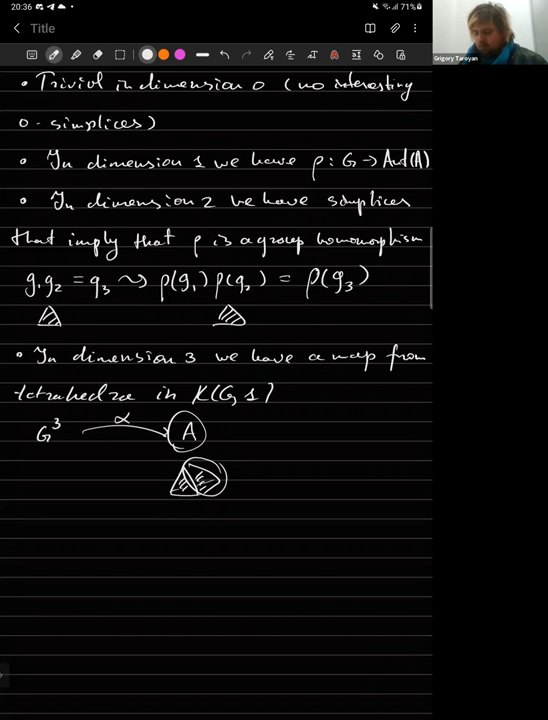 20:36
71%
Title
Grigory Taroyan
• Trivial in dimension 0 (no interesting
0-simplices)
• In dimension 1 we have ρ: G → Aut(A)
• In dimension 2 we have simplices
that imply that ρ is a group homomorphism
g₁g₂ = g₃ ⤳ ρ(g₁) ρ(g₂) = ρ(g₃)
• In dimension 3 we have a map from
tetrahedra in K(G, 1)
α
G³ → A